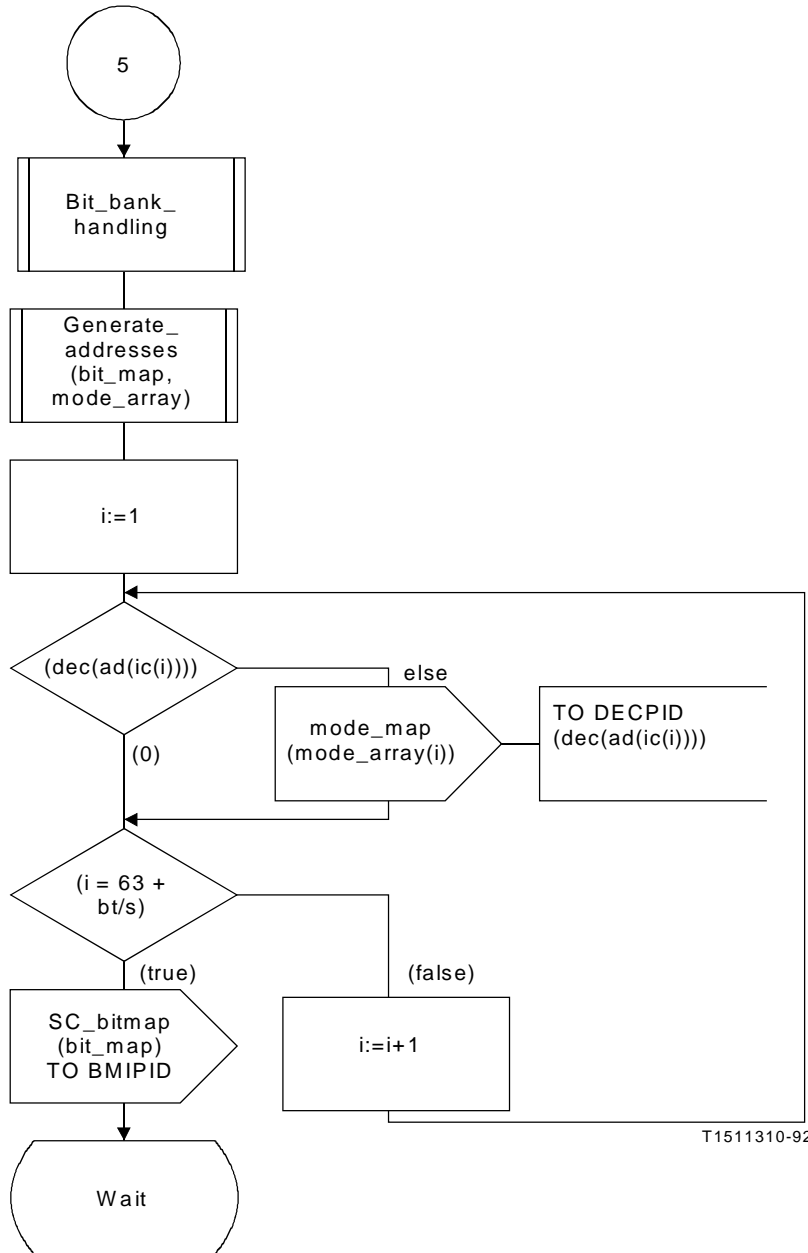 5
Bit_bank_
handling
Generate_
addresses
(bit_map,
mode_array)
i:=1
(dec(ad(ic(i))))
else
mode_map
(mode_array(i))
TO DECPID
(dec(ad(ic(i))))
(0)
(i = 63 +
bt/s)
(true)
(false)
SC_bitmap
(bit_map)
TO BMIPID
i:=i+1
T1511310-92
Wait